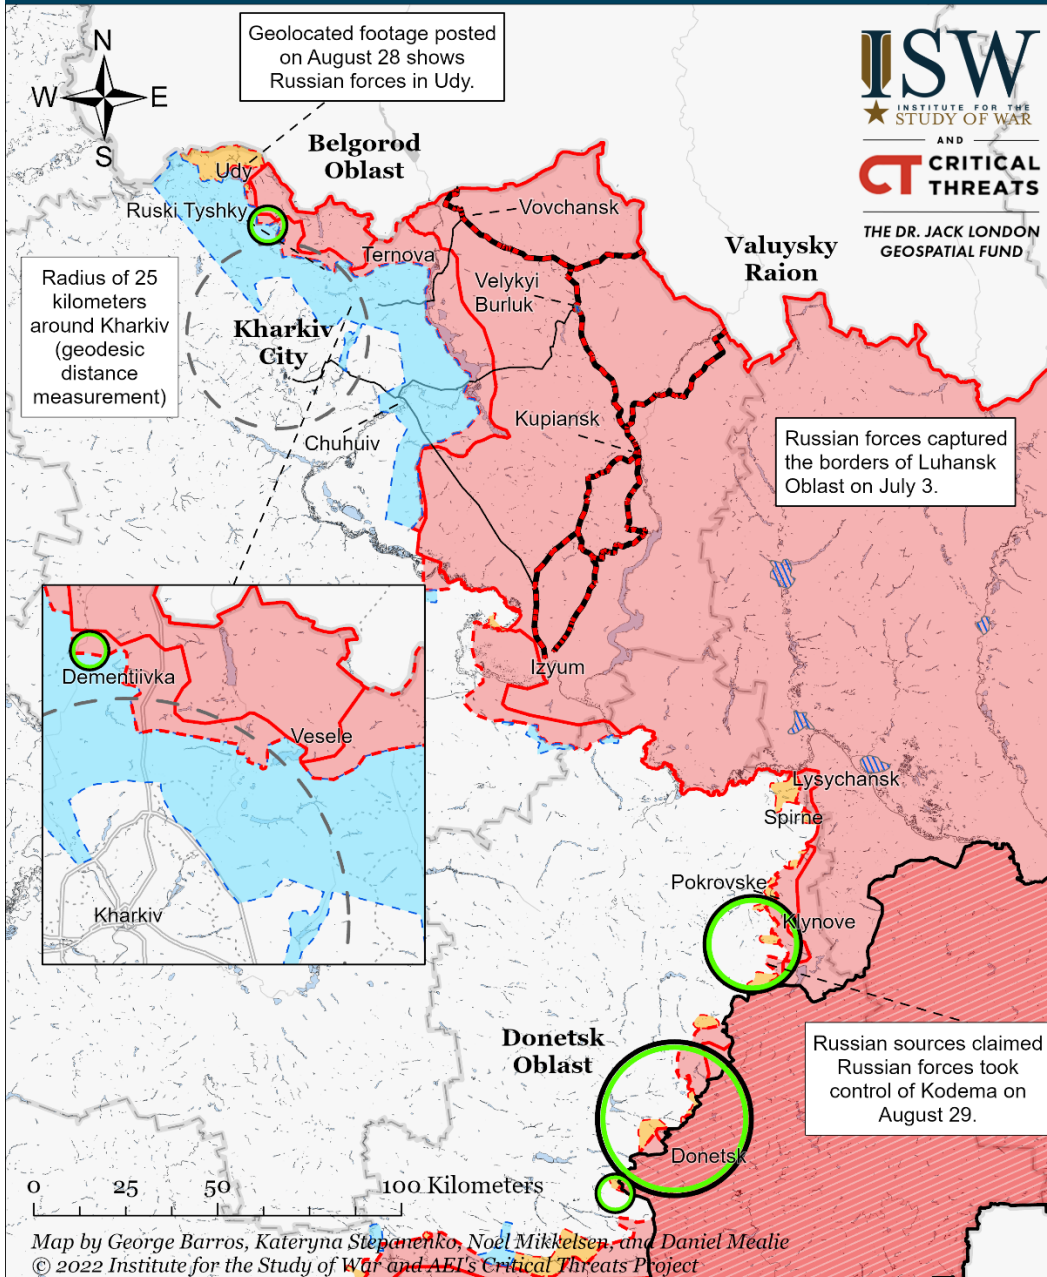 Geolocated footage posted
on August 28 shows
Russian forces in Udy.
N
W
E
S
ISW
INSTITUTE FOR THE
STUDY OF WAR
AND
CT CRITICAL
THREATS
THE DR. JACK LONDON
GEOSPATIAL FUND
Belgorod
Oblast
Udy
Ruski Tyshky
Ternova
Vovchansk
Velykyi
Burluk
Valuysky
Raion
Radius of 25
kilometers
around Kharkiv
(geodesic
distance
measurement)
Kharkiv
City
Chuhuiv
Kupiansk
Russian forces captured
the borders of Luhansk
Oblast on July 3.
Dementiivka
Vesele
Kharkiv
Izyum
Lysychansk
Spirne
Pokrovske
Klynove
Donetsk
Oblast
Russian sources claimed
Russian forces took
control of Kodema on
August 29.
Donetsk
0 25 50 100 Kilometers
Map by George Barros, Kateryna Stepanenko, Noel Mikkelsen, and Daniel Mealie
© 2022 Institute for the Study of War and AEI's Critical Threats Project